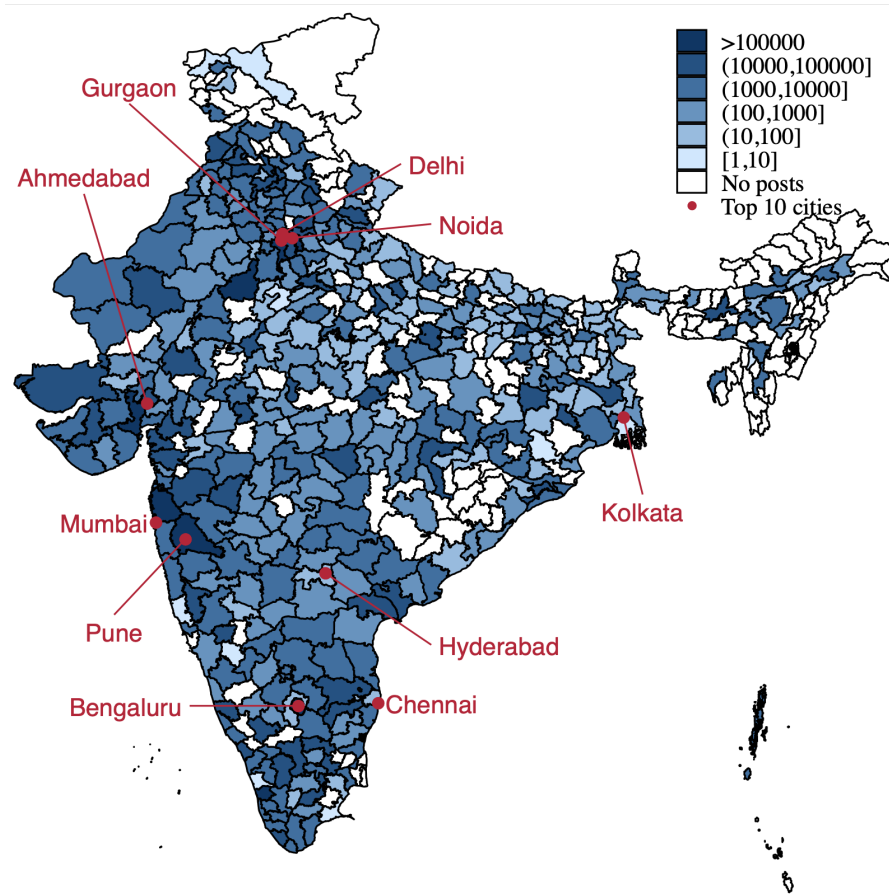 >100000
(10000,100000]
(1000,10000]
(100,1000]
(10,100]
[1,10]
No posts
Top 10 cities
Gurgaon
Delhi
Ahmedabad
Noida
Kolkata
Mumbai
Pune
Hyderabad
Bengaluru
Chennai